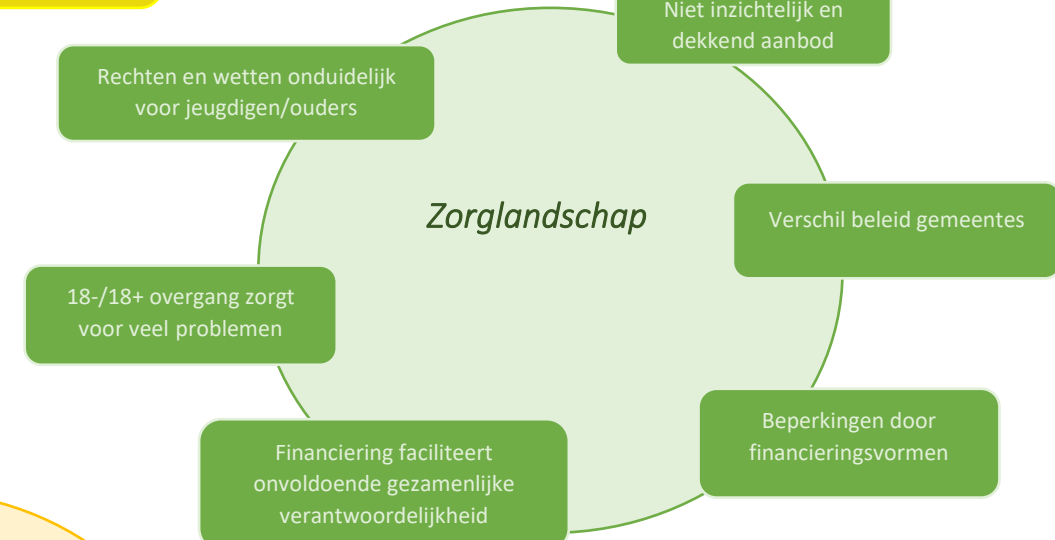 Niet inzichtelijk en
dekkend aanbod
Rechten en wetten onduidelijk
voor jeugdigen/ouders
Zorglandschap
Verschil beleid gemeentes
18-/18+ overgang zorgt
voor veel problemen
Beperkingen door
financieringsvormen
Financiering faciliteert
onvoldoende gezamenlijke
verantwoordelijkheid